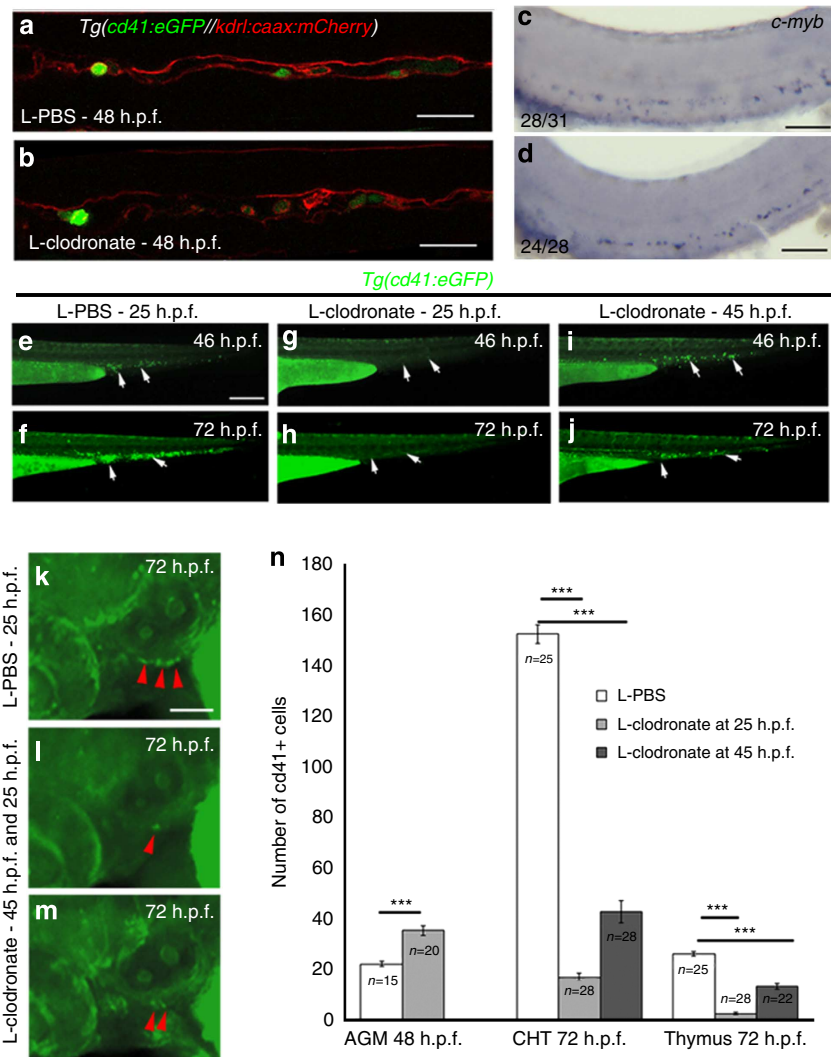 a
Tg(cd41:eGFP//kdrl:caax:mCherry)
L-PBS - 48 h.p.f.
b
L-clodronate - 48 h.p.f.
c
c-myb
28/31
d
24/28
Tg(cd41:eGFP)
L-PBS - 25 h.p.f.
L-clodronate - 25 h.p.f.
L-clodronate - 45 h.p.f.
e
46 h.p.f.
g
46 h.p.f.
i
46 h.p.f.
f
72 h.p.f.
h
72 h.p.f.
j
72 h.p.f.
L-PBS - 25 h.p.f.
k
72 h.p.f.
L-clodronate - 45 h.p.f. and 25 h.p.f.
l
72 h.p.f.
m
72 h.p.f.
n
Number of cd41+ cells
180
160
140
120
100
80
60
40
20
0
***
***
***
***
***
n=15
n=20
n=25
n=28
n=28
n=25
n=28
n=22
L-PBS
L-clodronate at 25 h.p.f.
L-clodronate at 45 h.p.f.
AGM 48 h.p.f.
CHT 72 h.p.f.
Thymus 72 h.p.f.